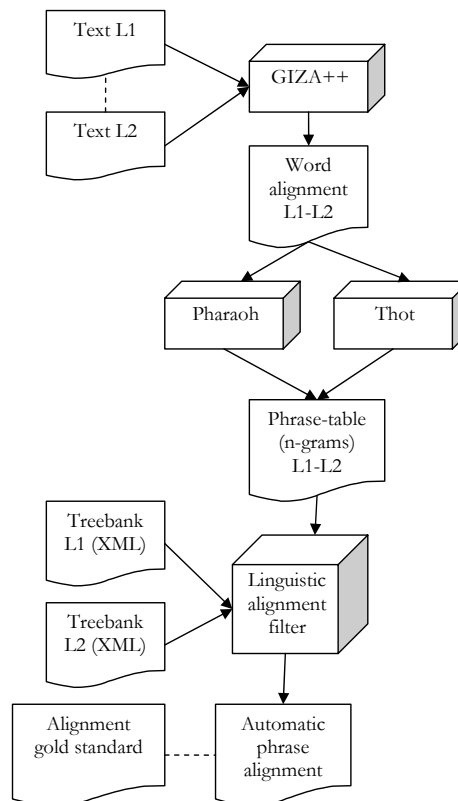 Text L1
GIZA++
Text L2
Word
alignment
L1-L2
Pharaoh
Thot
Phrase-table
(n-grams)
L1-L2
Treebank
L1 (XML)
Linguistic
alignment
filter
Treebank
L2 (XML)
Alignment
gold standard
Automatic
phrase
alignment